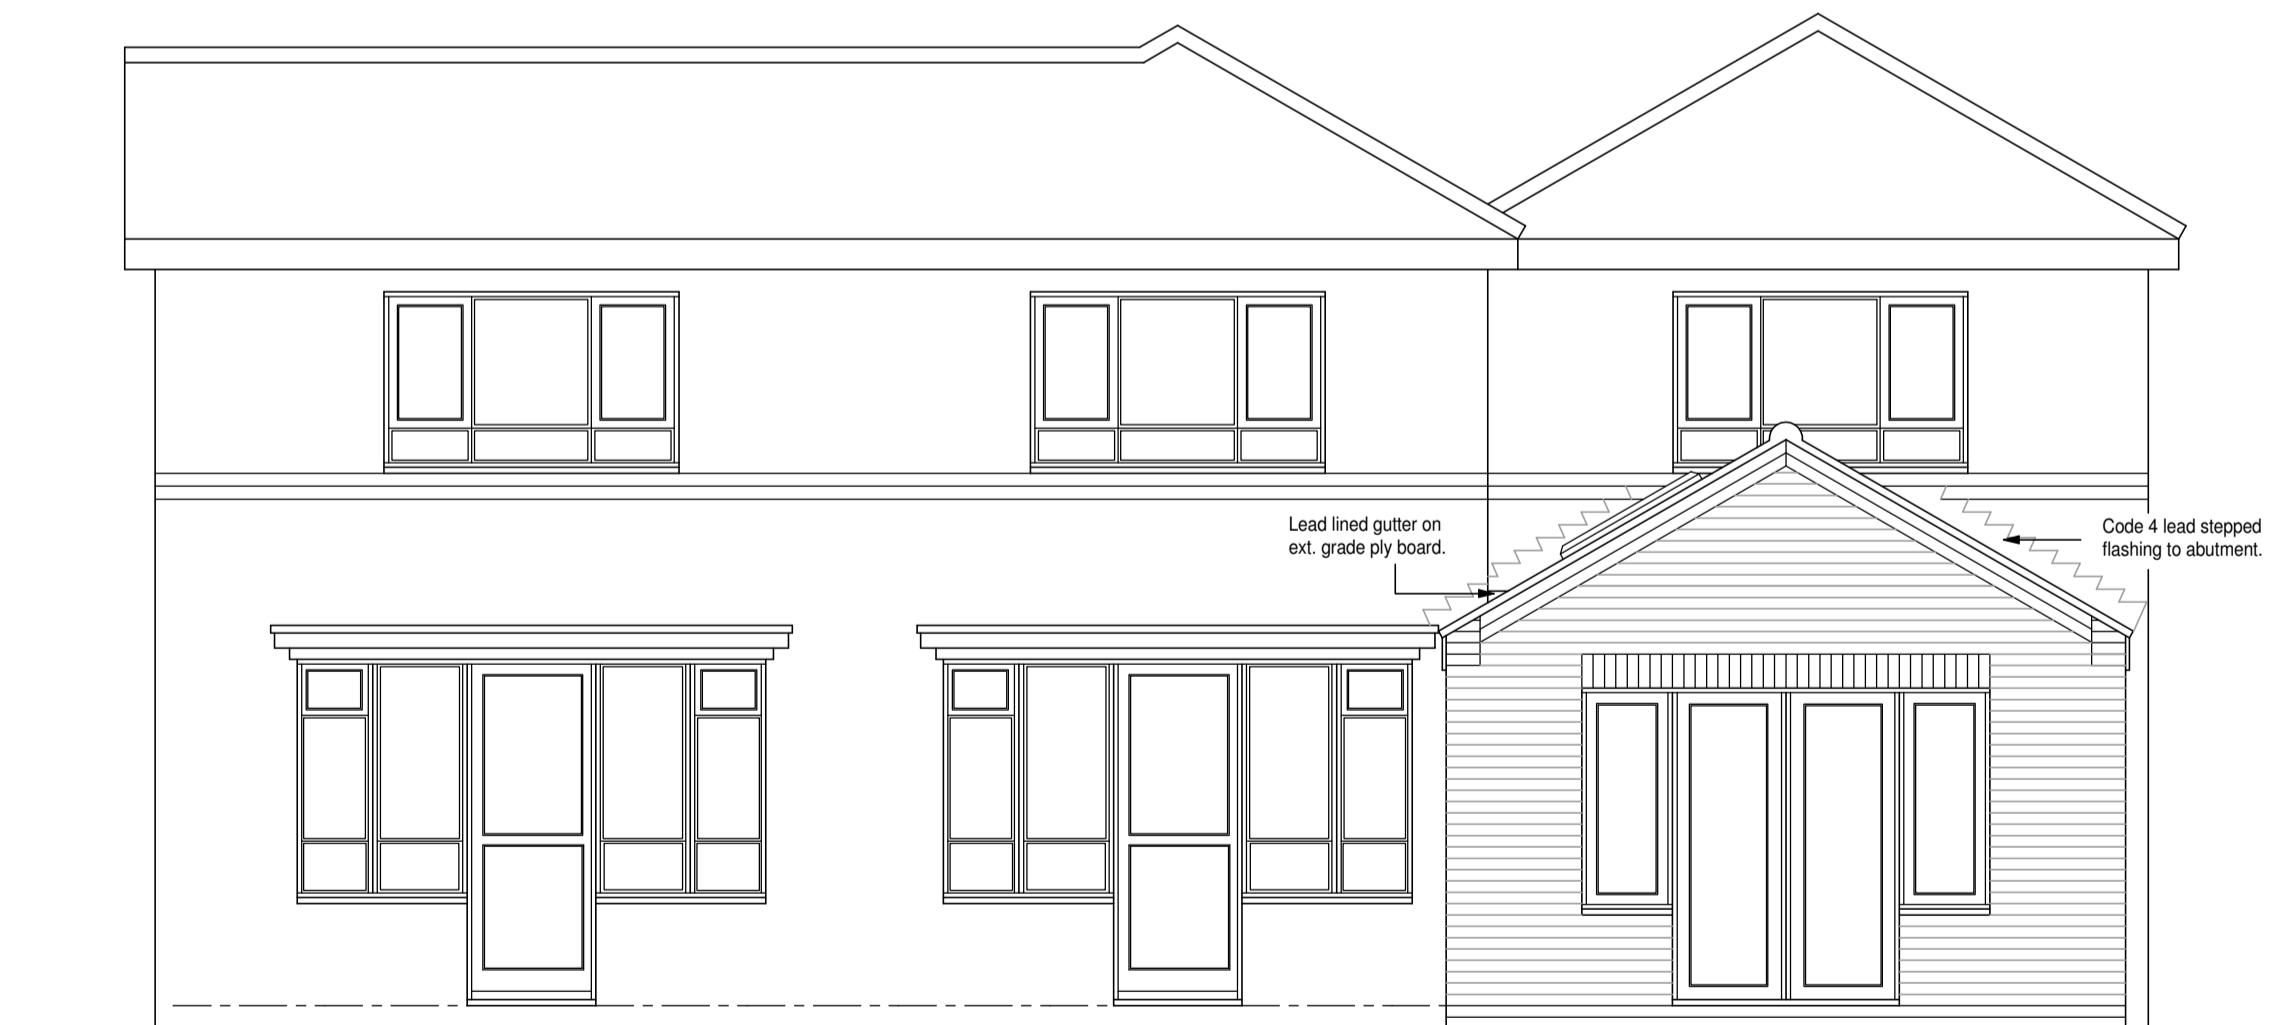 Lead lined gutter on
ext. grade ply board.
Code 4 lead stepped
flashing to abutment.